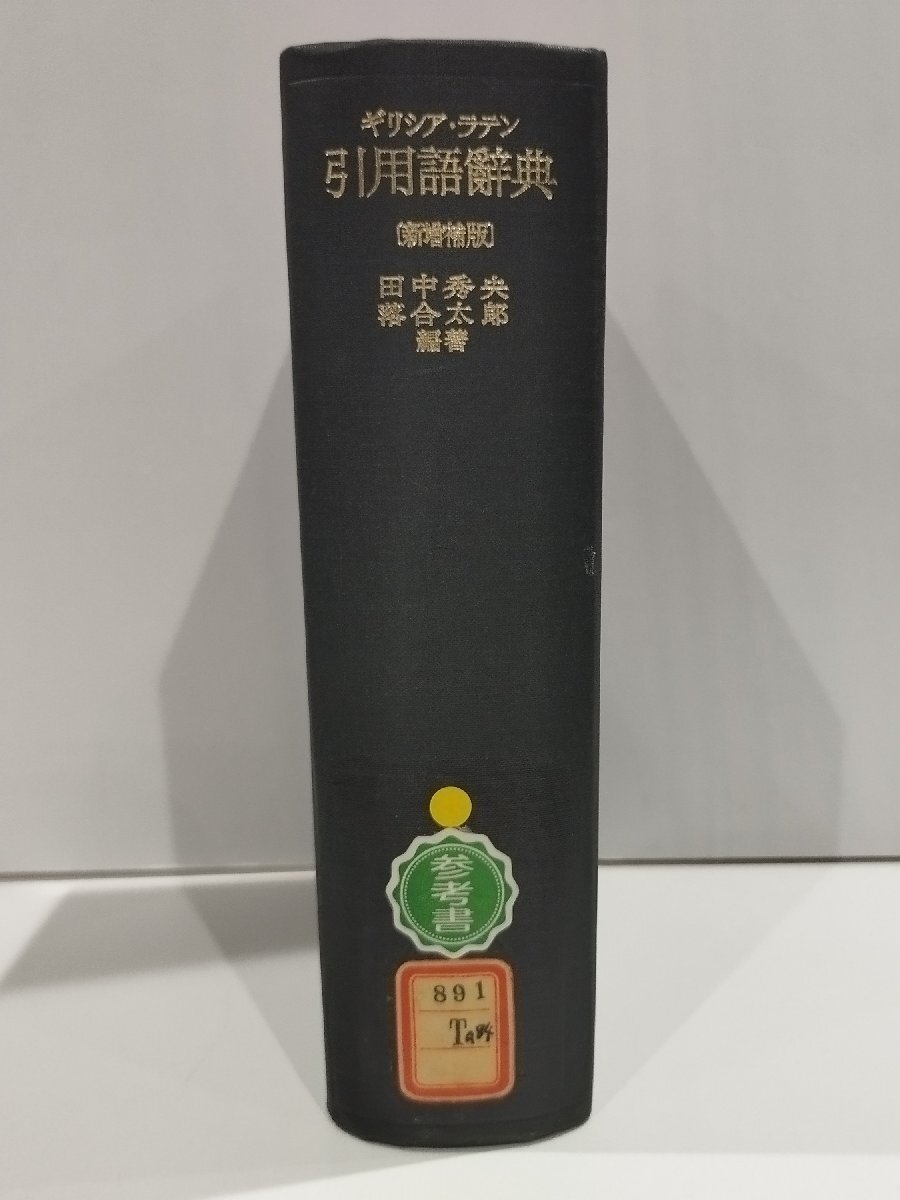 ギリシア・ラテン
引用語辭典
〔新増補版〕
田中秀央
落合太郎
編著
参考書
891
Ta84